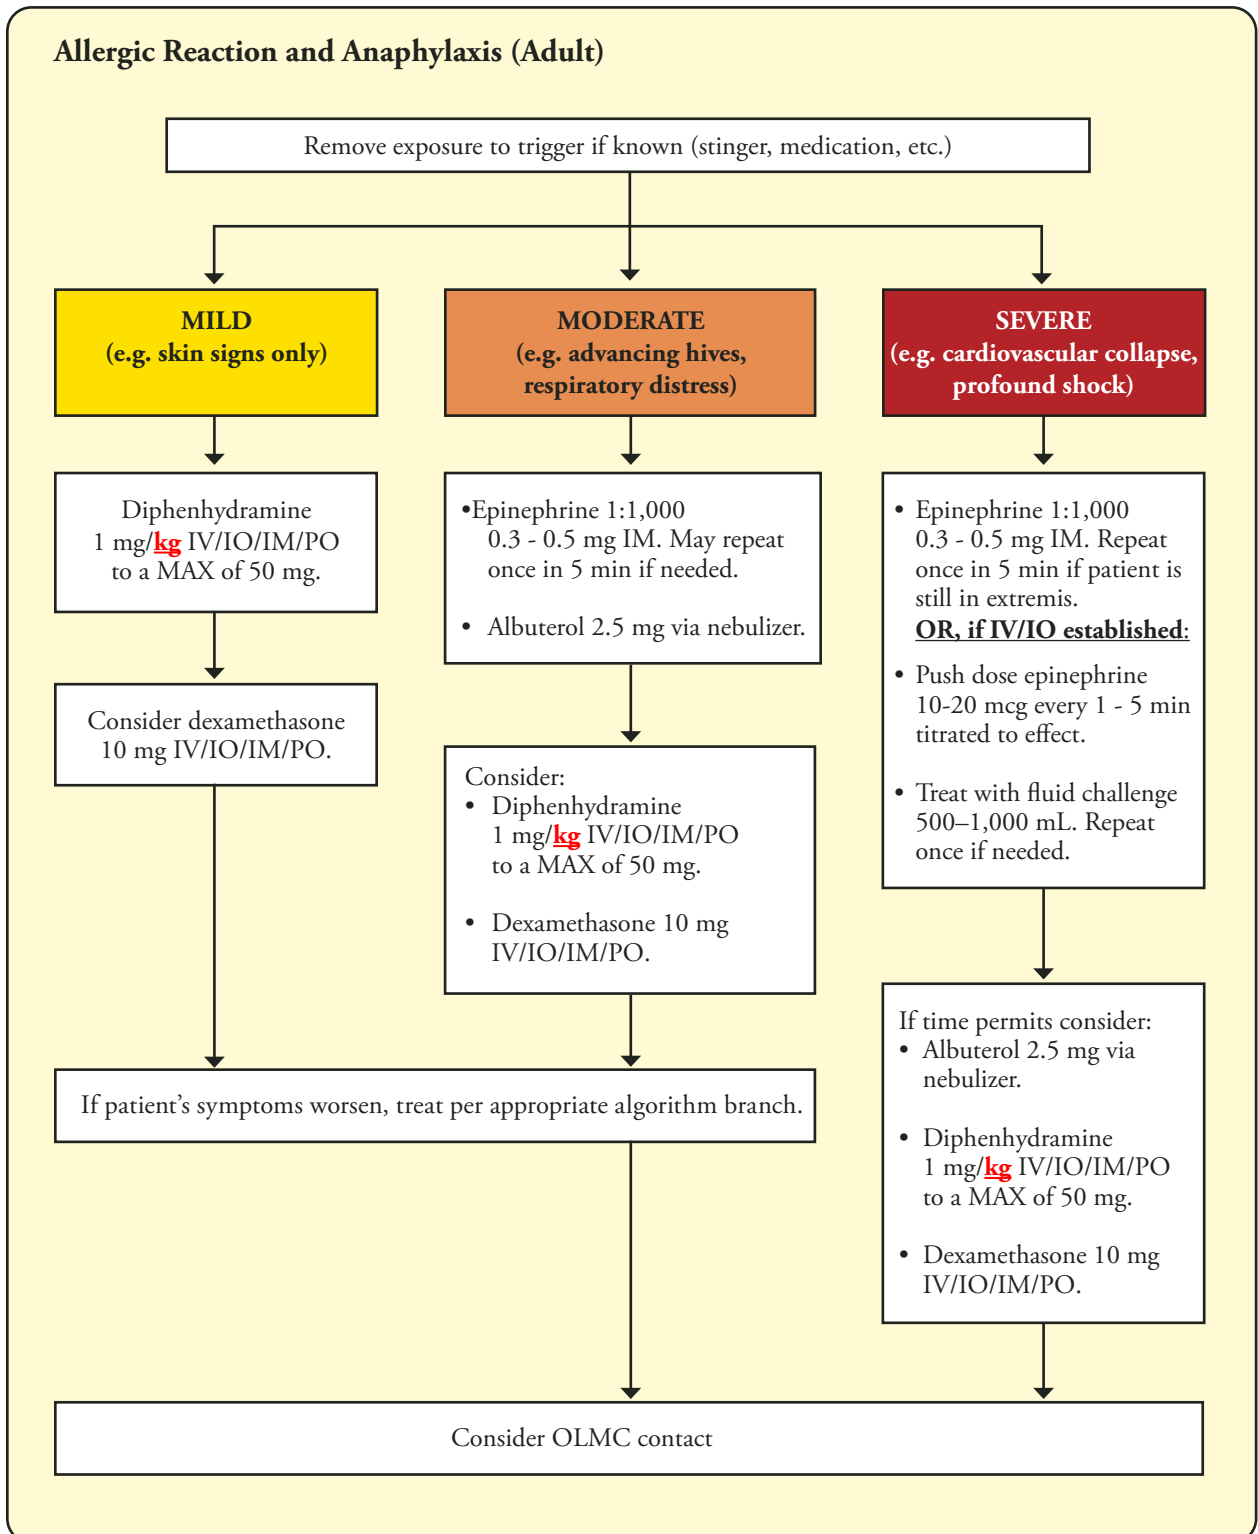 Allergic Reaction and Anaphylaxis (Adult)
Remove exposure to trigger if known (stinger, medication, etc.)
MILD
(e.g. skin signs only)
Diphenhydramine
1 mg/kg IV/IO/IM/PO
to a MAX of 50 mg.
Consider dexamethasone
10 mg IV/IO/IM/PO.
MODERATE
(e.g. advancing hives,
respiratory distress)
•Epinephrine 1:1,000
0.3 - 0.5 mg IM. May repeat
once in 5 min if needed.
• Albuterol 2.5 mg via nebulizer.
Consider:
• Diphenhydramine
1 mg/kg IV/IO/IM/PO
to a MAX of 50 mg.
• Dexamethasone 10 mg
IV/IO/IM/PO.
If patient’s symptoms worsen, treat per appropriate algorithm branch.
SEVERE
(e.g. cardiovascular collapse,
profound shock)
• Epinephrine 1:1,000
0.3 - 0.5 mg IM. Repeat
once in 5 min if patient is
still in extremis.
OR, if IV/IO established:
• Push dose epinephrine
10-20 mcg every 1 - 5 min
titrated to effect.
• Treat with fluid challenge
500–1,000 mL. Repeat
once if needed.
If time permits consider:
• Albuterol 2.5 mg via
nebulizer.
• Diphenhydramine
1 mg/kg IV/IO/IM/PO
to a MAX of 50 mg.
• Dexamethasone 10 mg
IV/IO/IM/PO.
Consider OLMC contact